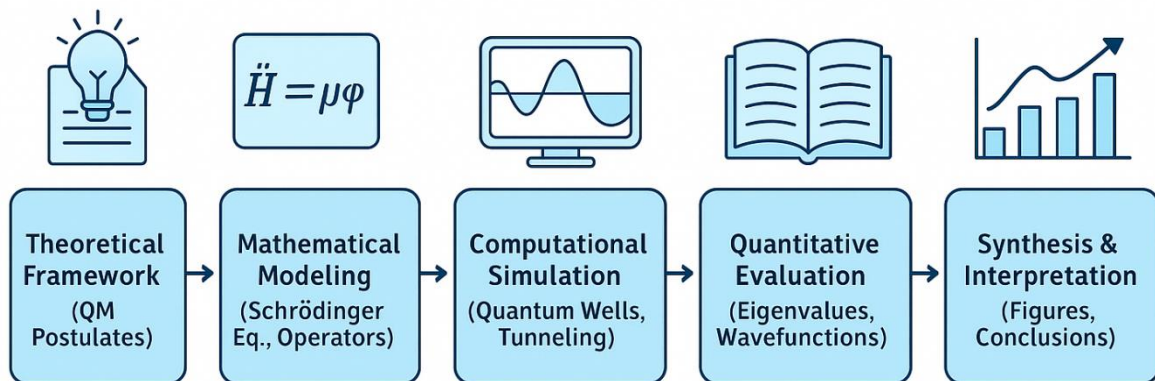 Ḧ = μφ
Theoretical
Framework
(QM
Postulates)
Mathematical
Modeling
(Schrödinger
Eq., Operators)
Computational
Simulation
(Quantum Wells,
Tunneling)
Quantitative
Evaluation
(Eigenvalues,
Wavefunctions)
Synthesis &
Interpretation
(Figures,
Conclusions)